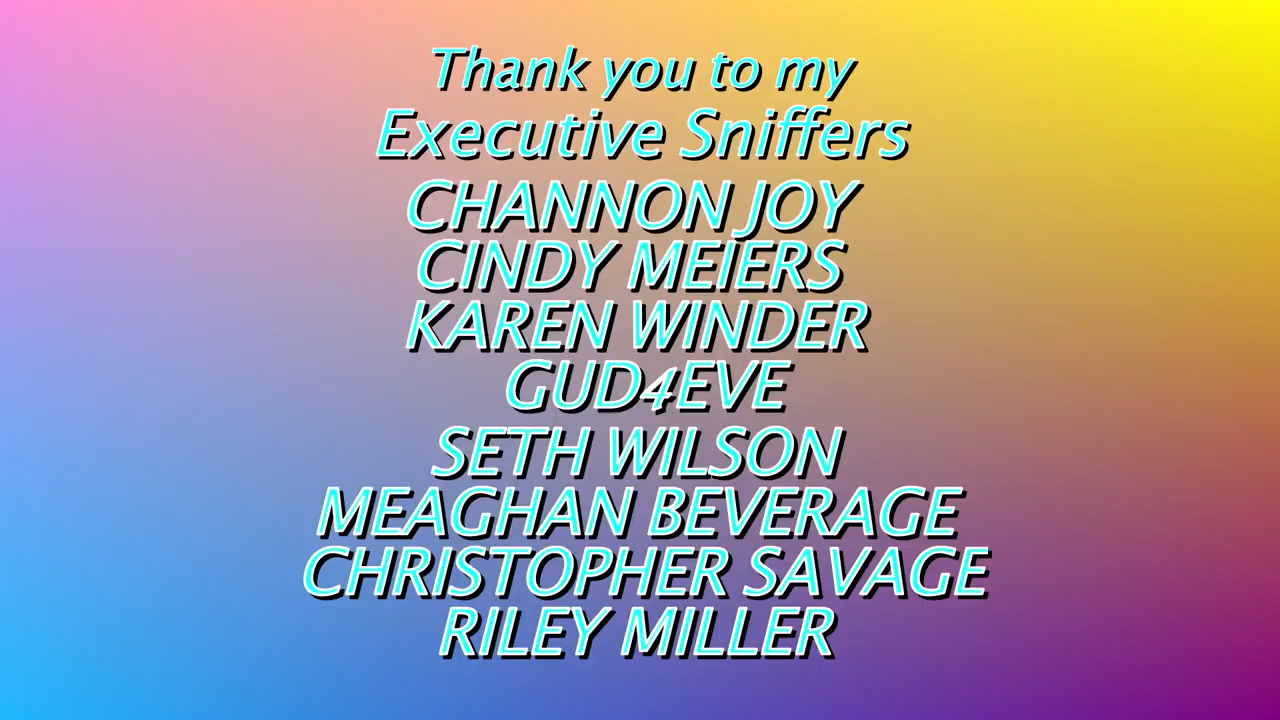 Thank you to my
Executive Sniffers
CHANNON JOY
CINDY MEIERS
KAREN WINDER
GUD4EVE
SETH WILSON
MEAGHAN BEVERAGE
CHRISTOPHER SAVAGE
RILEY MILLER